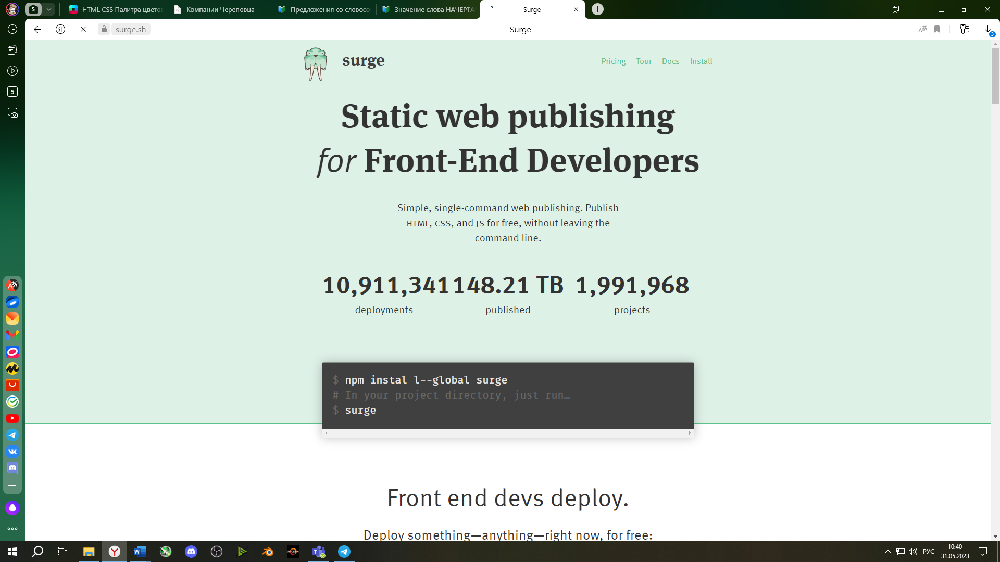 5
HTML CSS Палитра цветов
Компании Череповца
Предложения со словосо
Значение слова НАЧЕРТА
Surge
surge.sh
Surge
3
surge
Pricing
Tour
Docs
Install
Static web publishing
for Front-End Developers
Simple, single-command web publishing. Publish
HTML, CSS, and JS for free, without leaving the
command line.
10,911,341 148.21 TB 1,991,968
deployments published projects
$ npm instal l--global surge
# In your project directory, just run…
$ surge
Front end devs deploy.
Deploy something—anything—right now, for free:
5
РУС
10:40
31.05.2023